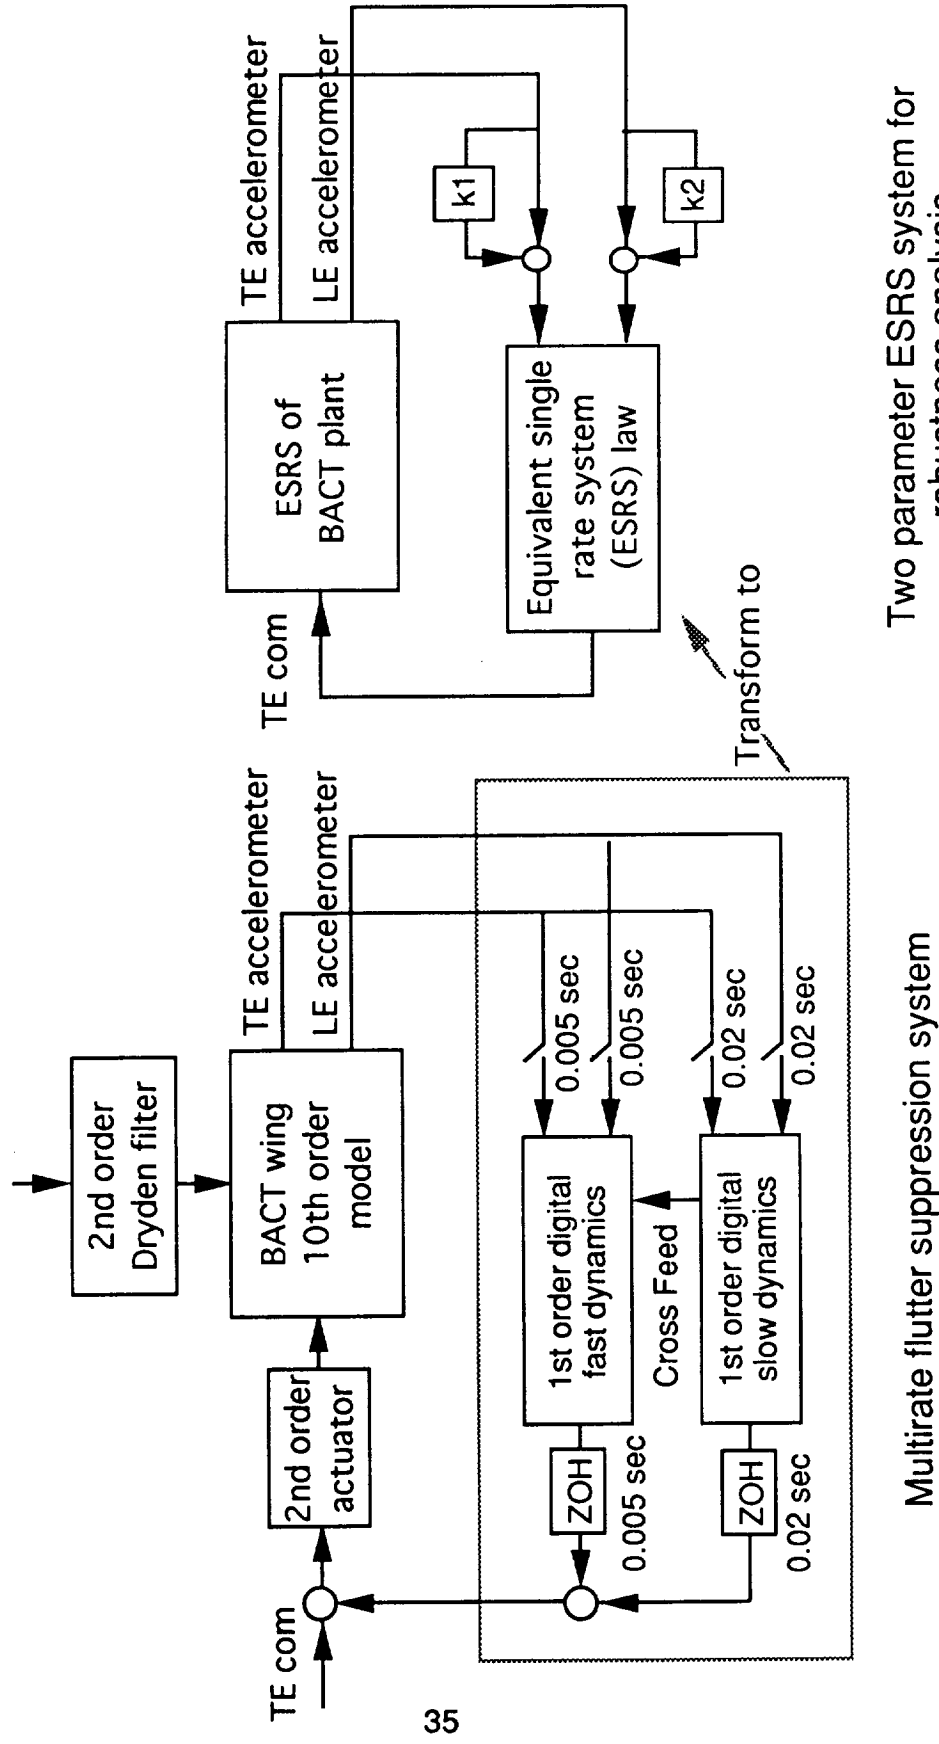 2nd order
Dryden filter
TE com
2nd order
actuator
BACT wing
10th order
model
TE accelerometer
LE accelerometer
ZOH
0.005 sec
1st order digital
fast dynamics
0.005 sec
0.005 sec
Cross Feed
ZOH
0.02 sec
1st order digital
slow dynamics
0.02 sec
0.02 sec
Multirate flutter suppression system
Transform to
TE com
ESRS of
BACT plant
TE accelerometer
LE accelerometer
k1
k2
Equivalent single
rate system
(ESRS) law
Two parameter ESRS system for
robustness analysis
35